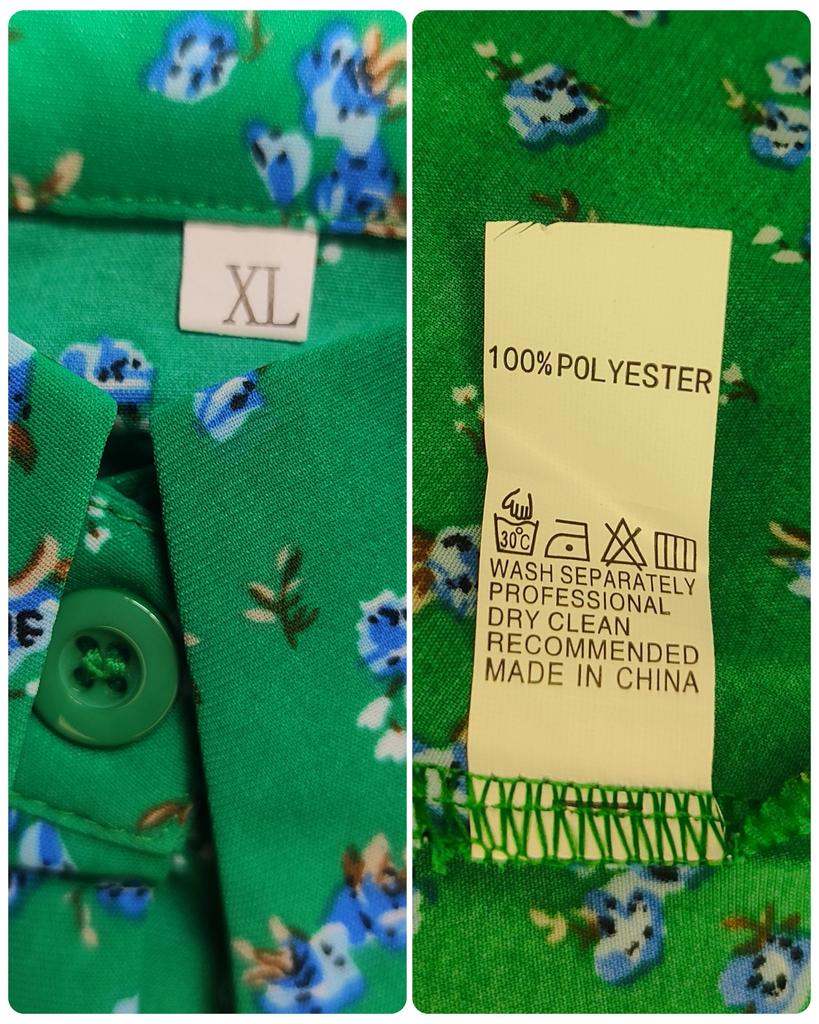 XL
100% POLYESTER
30°C
WASH SEPARATELY
PROFESSIONAL
DRY CLEAN
RECOMMENDED
MADE IN CHINA